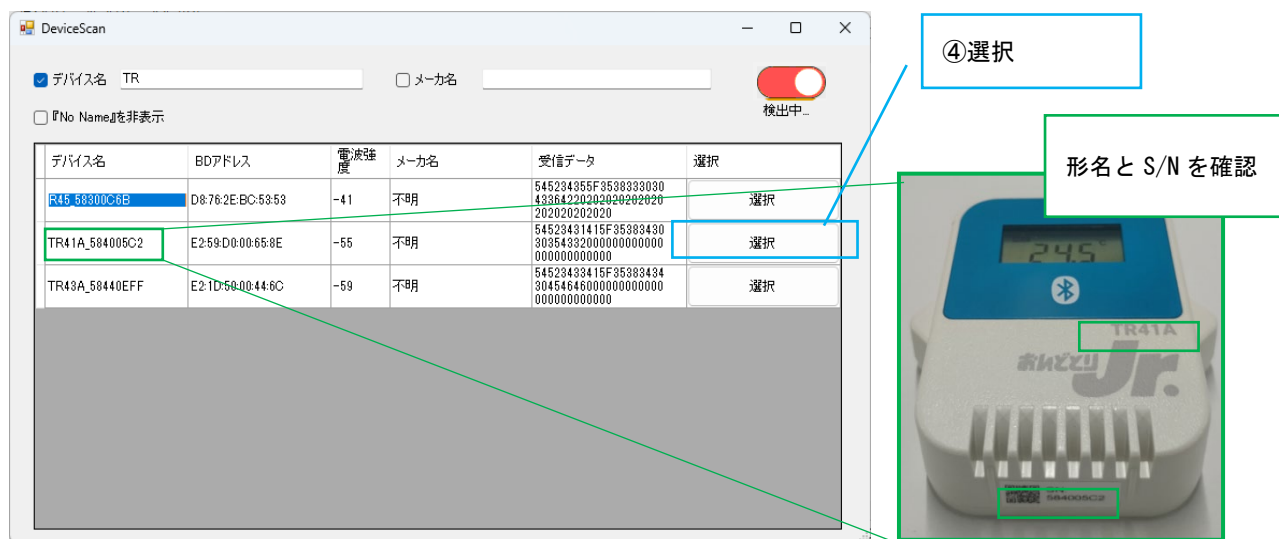 DeviceScan
デバイス名 TR
メーカ名
『No Name』を非表示
検出中...
デバイス名 BDアドレス 電波強度 メーカ名 受信データ 選択
R45_58300C6B D8:76:2E:BC:53:53 -41 不明
545234355F3538333030
43364220202020202020
202020202020
選択
TR41A_584005C2 E2:59:D0:00:65:8E -55 不明
54523431415F35383430
30354332000000000000
000000000000
選択
TR43A_58440EFF E2:1D:50:00:44:6C -59 不明
54523433415F35383434
30454646000000000000
000000000000
選択
④選択
形名と S/N を確認
24.5
TR41A
おんどとり
Jr.
584005C2